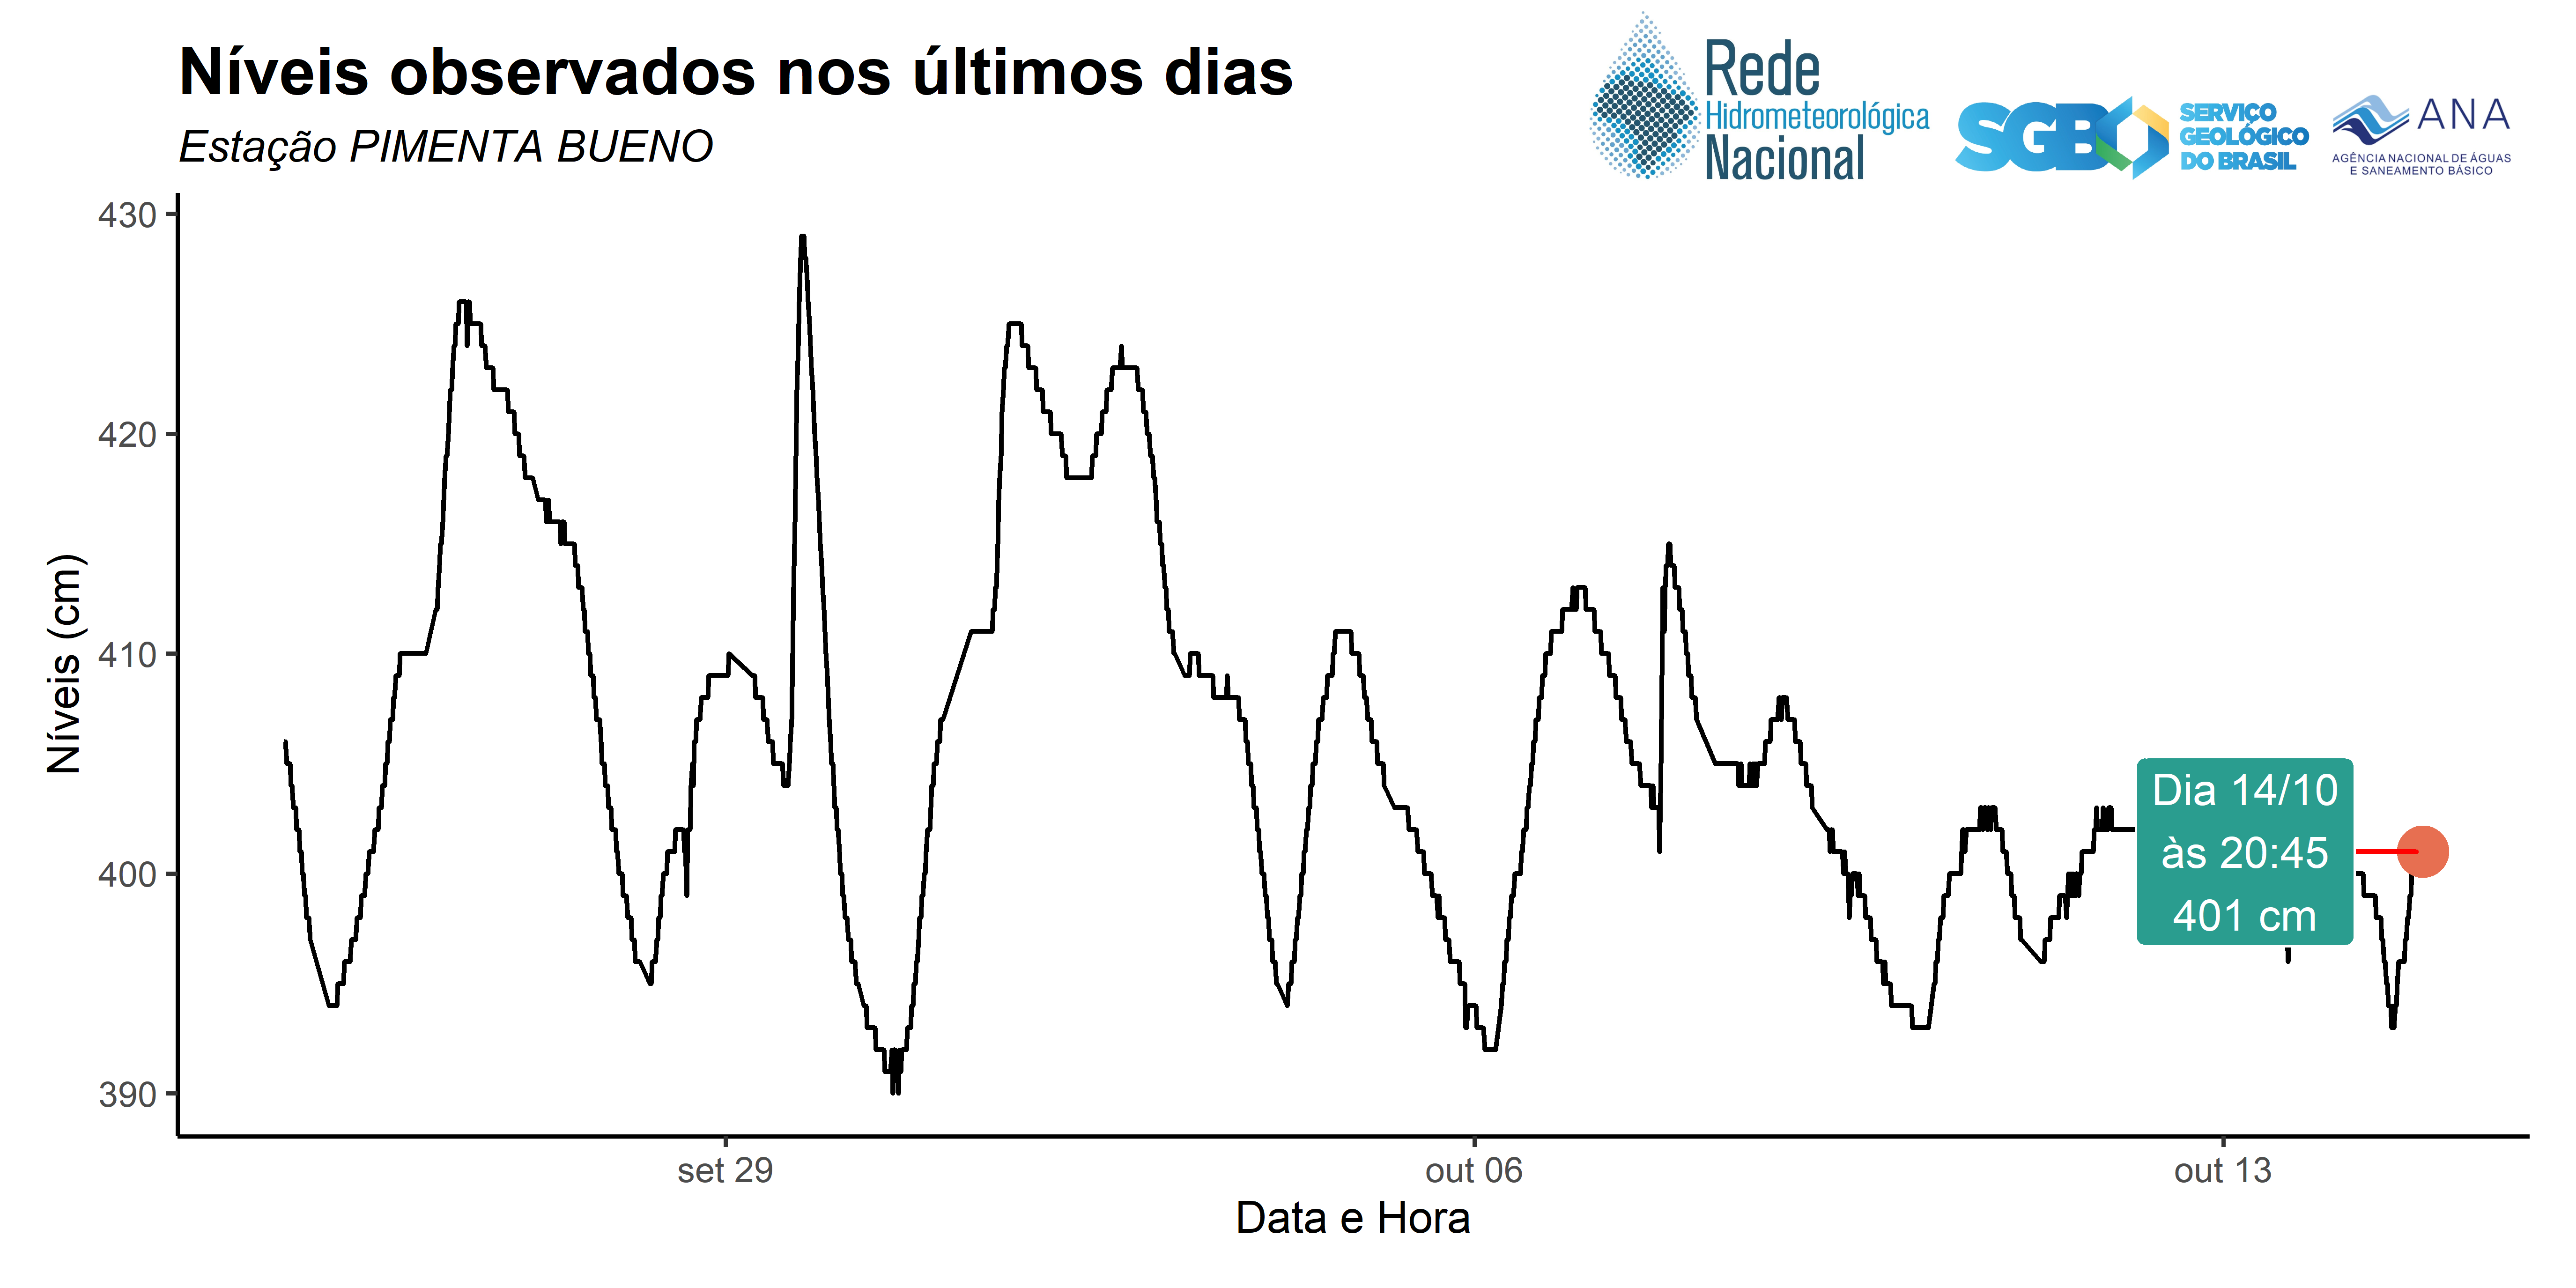 Níveis observados nos últimos dias
Estação PIMENTA BUENO
Rede
Hidrometeorológica
Nacional
SGB
SERVIÇO
GEOLÓGICO
DO BRASIL
ANA
AGÊNCIA NACIONAL DE ÁGUAS
E SANEAMENTO BÁSICO
Níveis (cm)
430
420
410
400
390
Dia 14/10
às 20:45
401 cm
set 29
out 06
out 13
Data e Hora